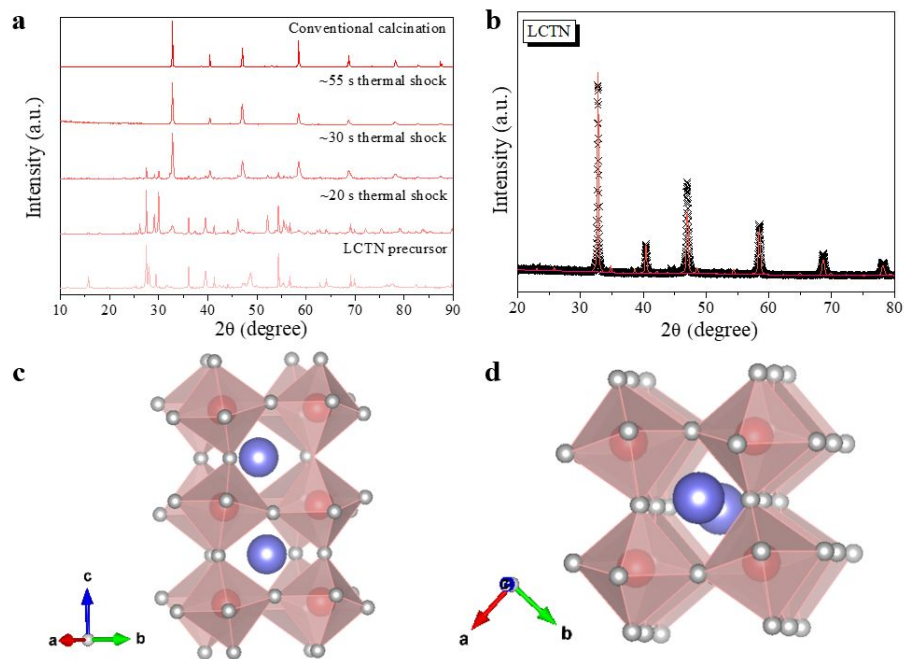 a
Conventional calcination
~55 s thermal shock
~30 s thermal shock
~20 s thermal shock
LCTN precursor
Intensity (a.u.)
10 20 30 40 50 60 70 80 90
2θ (degree)
b
LCTN
Intensity (a.u.)
20 30 40 50 60 70 80
2θ (degree)
c
c
a b
d
a b